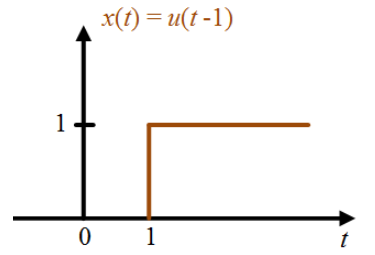 x(t) = u(t -1)
1
0 1 t